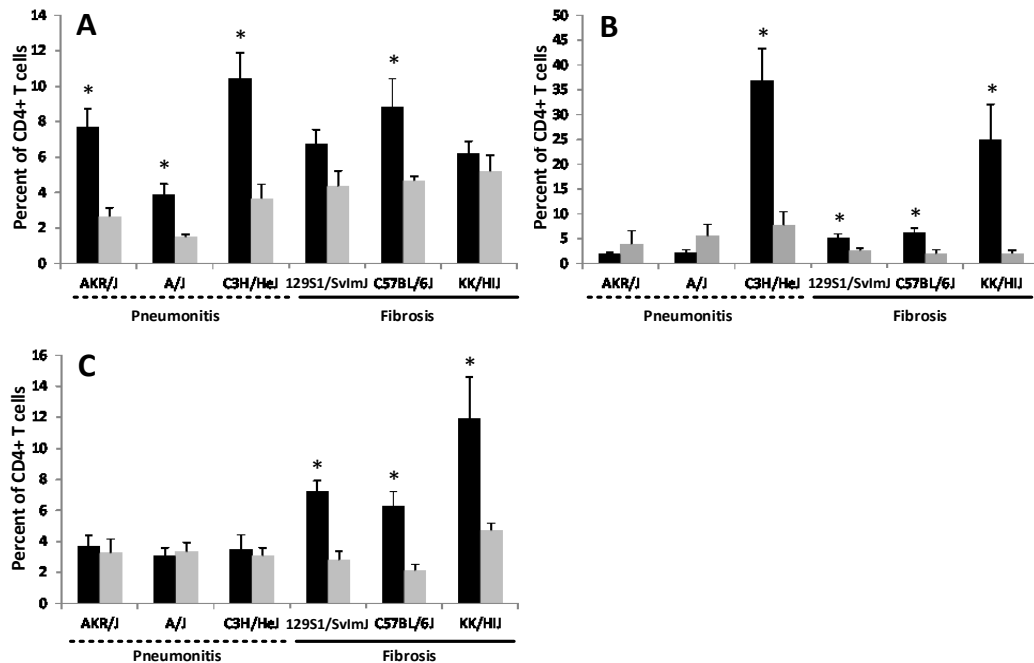 A
Percent of CD4+ T cells
14
12
10
8
6
4
2
0
* * * *
AKR/J A/J C3H/HeJ 129S1/SvImJ C57BL/6J KK/HIJ
Pneumonitis Fibrosis
B
Percent of CD4+ T cells
50
45
40
35
30
25
20
15
10
5
0
* * * *
AKR/J A/J C3H/HeJ 129S1/SvImJ C57BL/6J KK/HIJ
Pneumonitis Fibrosis
C
Percent of CD4+ T cells
16
14
12
10
8
6
4
2
0
* * *
AKR/J A/J C3H/HeJ 129S1/SvImJ C57BL/6J KK/HIJ
Pneumonitis Fibrosis